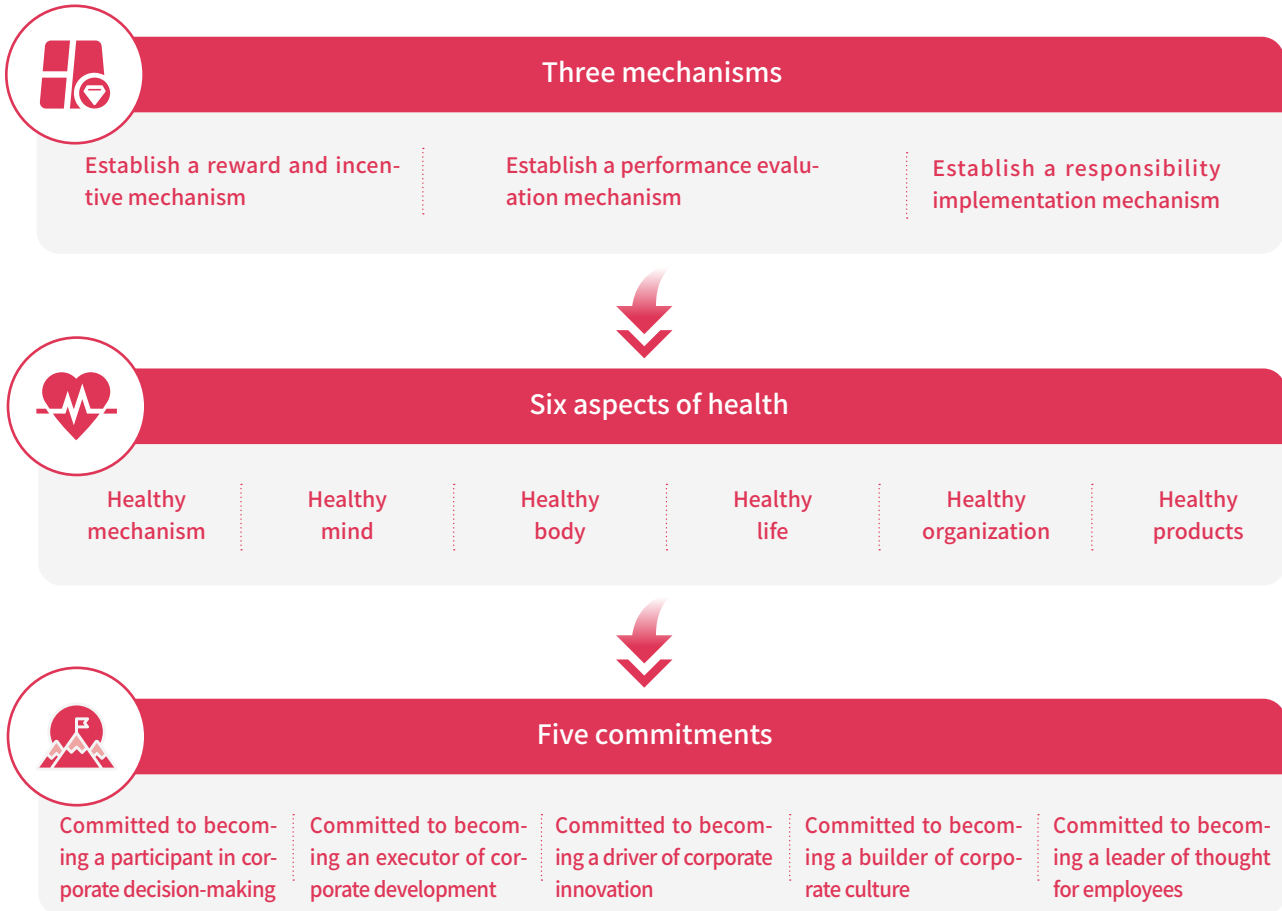 Three mechanisms
Establish a reward and incen-
tive mechanism
Establish a performance evalu-
ation mechanism
Establish a responsibility
implementation mechanism
Six aspects of health
Healthy
mechanism
Healthy
mind
Healthy
body
Healthy
life
Healthy
organization
Healthy
products
Five commitments
Committed to becom-
ing a participant in cor-
porate decision-making
Committed to becom-
ing an executor of cor-
porate development
Committed to becom-
ing a driver of corporate
innovation
Committed to becom-
ing a builder of corpo-
rate culture
Committed to becom-
ing a leader of thought
for employees